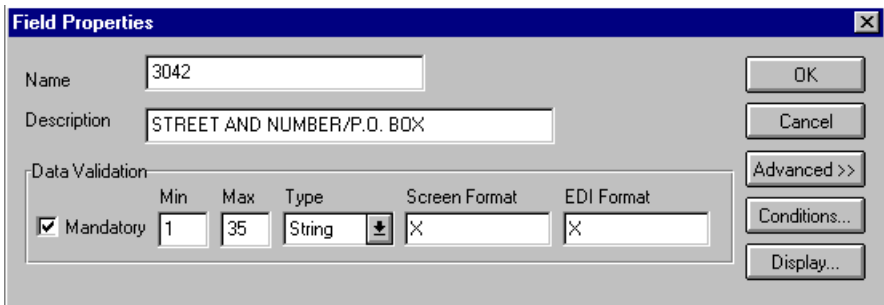 Field Properties
Name 3042 OK
Description STREET AND NUMBER/P.O. BOX Cancel
Data Validation Advanced >>
Min Max Type Screen Format EDI Format
Mandatory 1 35 String X X Conditions...
Display...